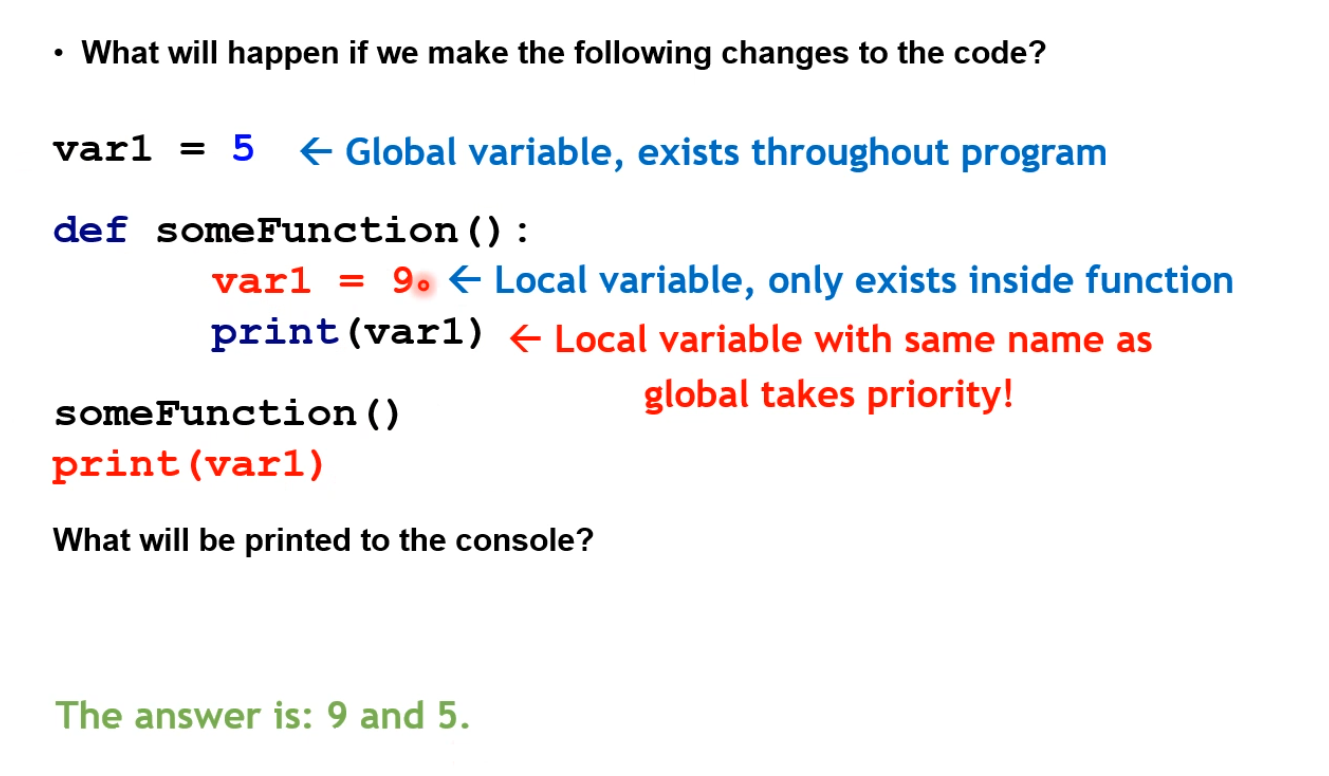 • What will happen if we make the following changes to the code?
var1 = 5 ← Global variable, exists throughout program
def someFunction():
var1 = 9 ← Local variable, only exists inside function
print(var1) ← Local variable with same name as
global takes priority!
someFunction()
print(var1)
What will be printed to the console?
The answer is: 9 and 5.